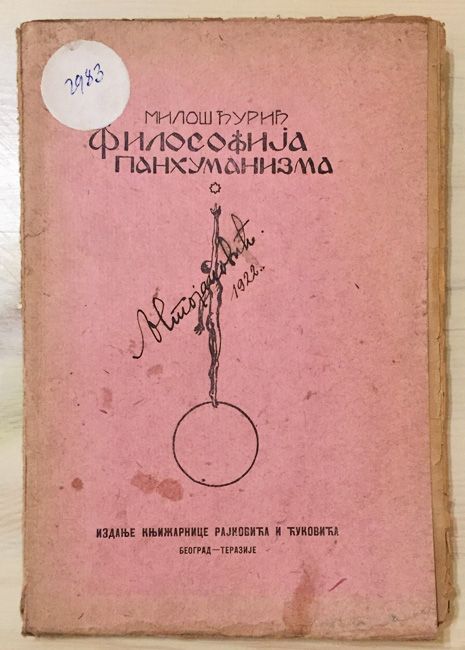 2983
МИЛОШ ЂУРИЋ
ФИЛОСОФИЈА
ПАНХУМАНИЗМА
1922.
ИЗДАЊЕ КЊИЖАРНИЦЕ РАЈКОВИЋА И ЋУКОВИЋА
БЕОГРАД—ТЕРАЗИЈЕ